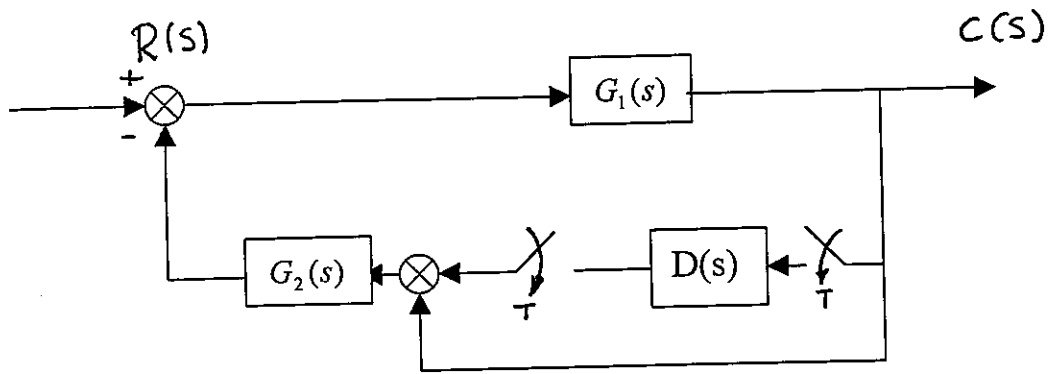 R(s)
C(S)
+
G₁(s)
-
G₂(s)
D(s)
T
T